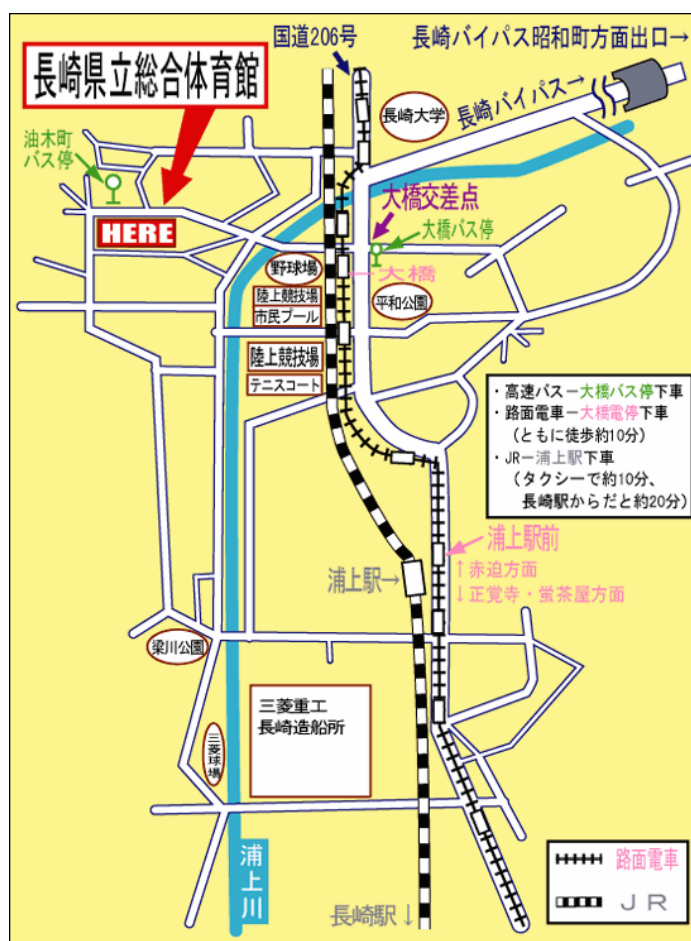 国道206号
長崎バイパス昭和町方面出口→
長崎県立総合体育館
長崎バイパス→
長崎大学
油木町
バス停
大橋交差点
HERE
大橋バス停
野球場
大橋
陸上競技場
市民プール
平和公園
陸上競技場
テニスコート
・高速バスー大橋バス停下車
・路面電車ー大橋電停下車
(ともに徒歩約10分)
・JRー浦上駅下車
(タクシーで約10分、
長崎駅からだと約20分)
浦上駅前
↑赤迫方面
↓正覚寺・蛍茶屋方面
浦上駅→
梁川公園
三菱重工
長崎造船所
三菱球場
浦上川
路面電車
JR
長崎駅↓